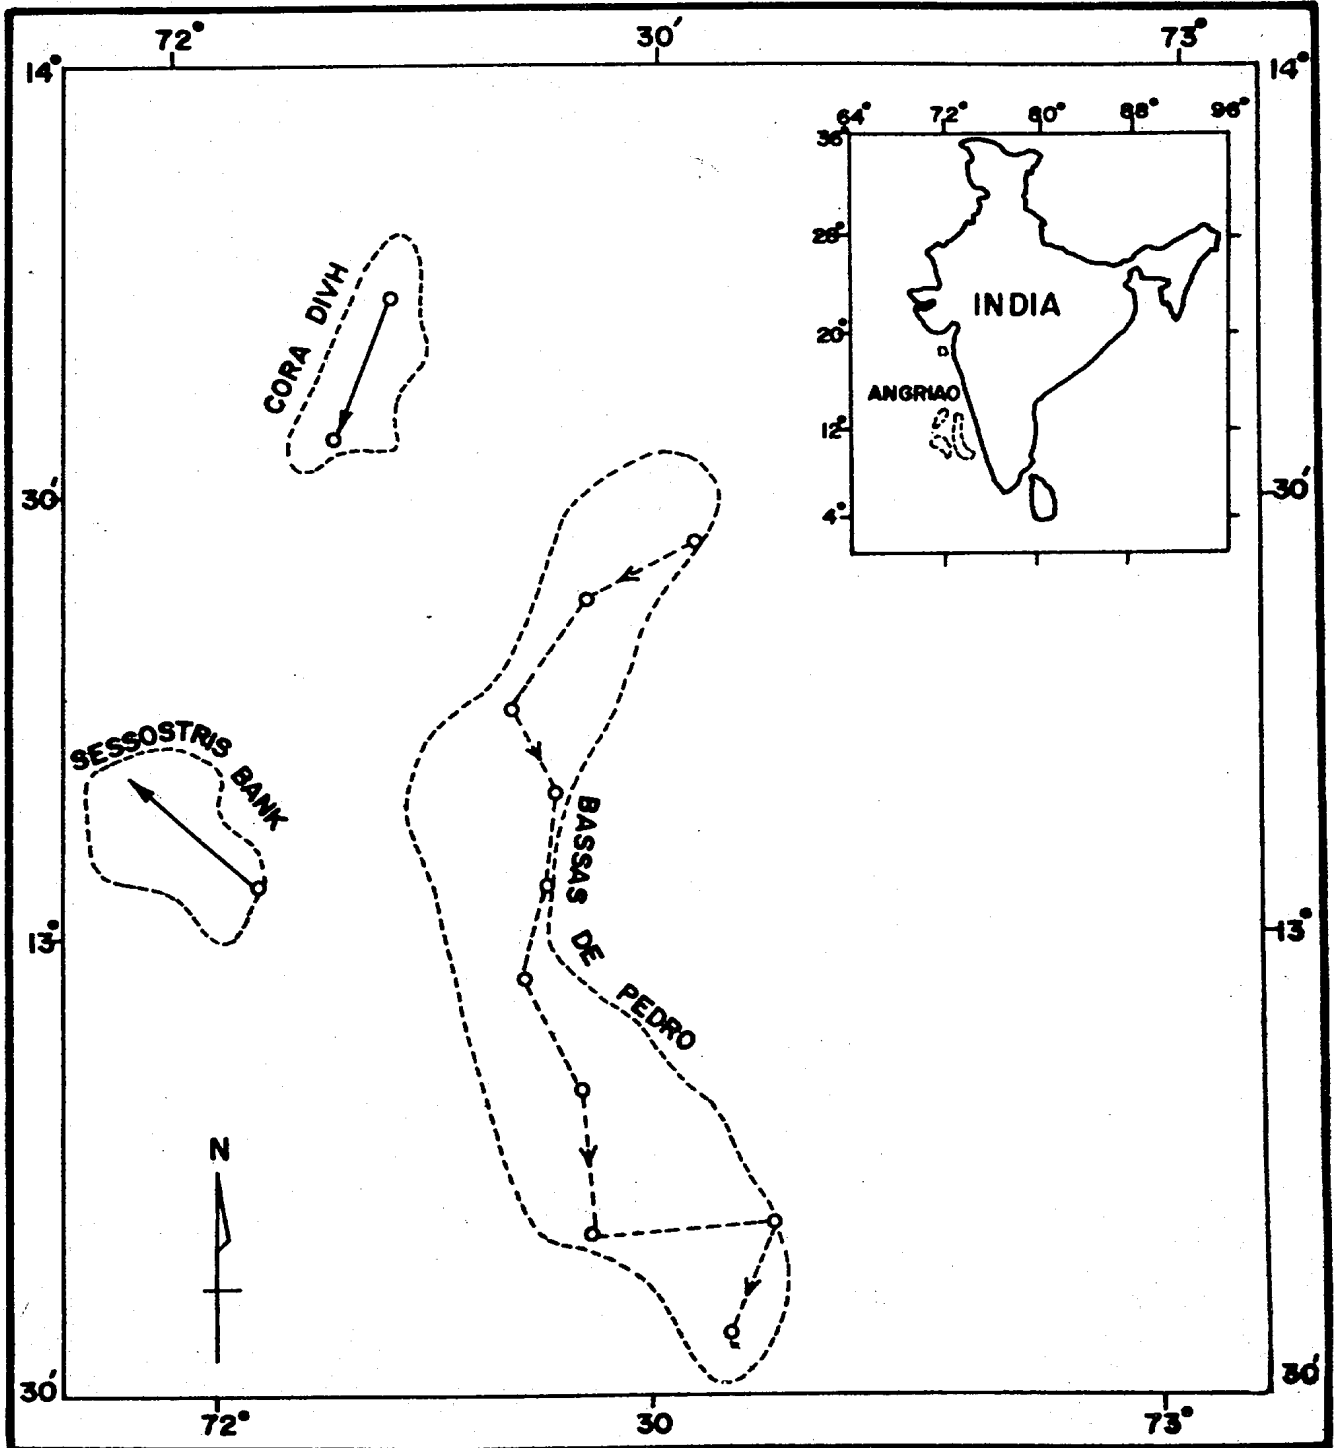 72° 30′ 73°
14° 14°
64° 72° 80° 88° 96°
36°
28°
CORA DIVH
INDIA
20°
ANGRIAO
12°
30′ 30′
4°
SESSOSTRIS BANK
BASSAS DE PEDRO
13° 13°
N
30′ 30′
72° 30 73°